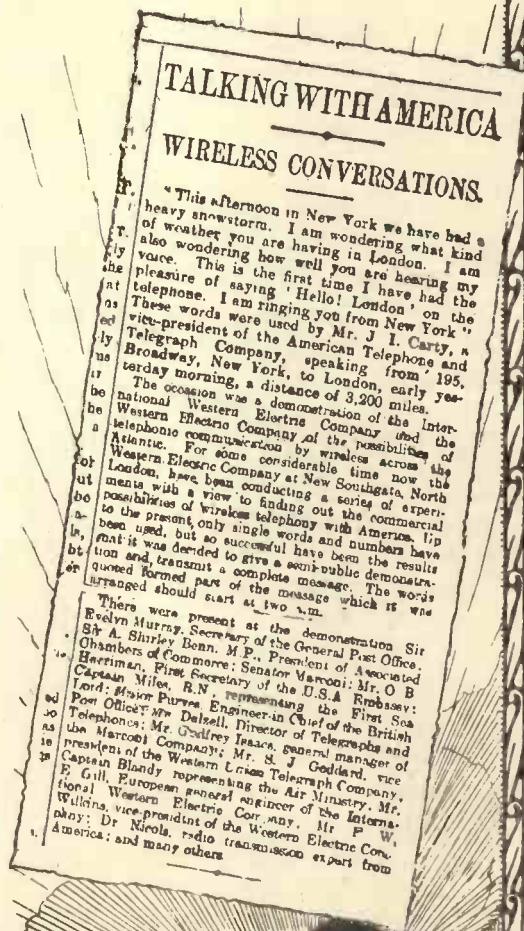 TALKING WITH AMERICA
WIRELESS CONVERSATIONS.
"This afternoon in New York we have had a
heavy snowstorm. I am wondering what kind
of weather you are having in London. I am
also wondering how well you are hearing my
voice. This is the first time I have had the
pleasure of saying 'Hello! London', on the
telephone. I am ringing you from New York"
These words were used by Mr. J I. Carty, a
vice-president of the American Telephone and
Telegraph Company, speaking from 195,
Broadway, New York, to London, early yes-
terday morning, a distance of 3,200 miles.
The occasion was a demonstration of the Inter-
national Western Electric Company and the
Western Electric Company of the possibilities of
telephonic communication by wireless across the
Atlantic. For some considerable time now the
Western Electric Company at New Southgate, North
London, have been conducting a series of experi-
ments with a view to finding out the commercial
possibilities of wireless telephony with America. Up
to the present, only single words and numbers have
been used, but so successful have been the results
that it was decided to give a semi-public demonstra-
tion and transmit a complete message. The words
quoted formed part of the message which it was
arranged should start at two a.m.
There were present at the demonstration Sir
Evelyn Murray, Secretary of the General Post Office;
Sir A. Shirley Benn, M.P., President of Associated
Chambers of Commerce; Senator Marconi; Mr. O B
Harriman, First Secretary of the U.S.A Embassy;
Captain Miles, R.N., representing the First Sea
Lord; Major Purves, Engineer-in Chief of the British
Post Office; Mr Dalzell, Director of Telegraphs and
Telephones; Mr. Godfrey Isaacs, general manager of
the Marconi Company; Mr. S. J Goddard, vice
president of the Western Union Telegraph Company,
Captain Blandy representing the Air Ministry, Mr.
E Gill, European general engineer of the Interna-
tional Western Electric Company, Mr F W,
Wilkins, vice-president of the Western Electric Com-
pany; Dr Nicols, radio transmission expert from
America; and many others